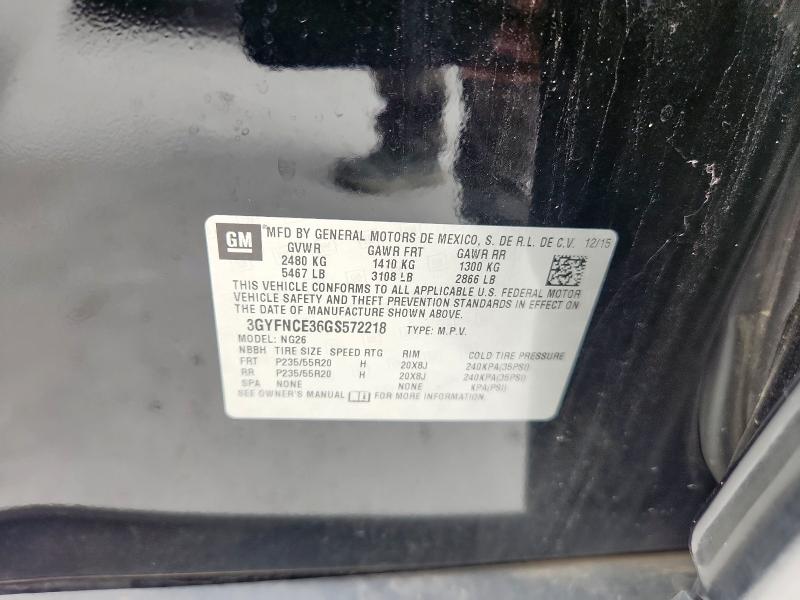 GM ®MFD BY GENERAL MOTORS DE MEXICO, S. DE R.L. DE C.V. 12/15
GVWR GAWR FRT GAWR RR
2480 KG 1410 KG 1300 KG
5467 LB 3108 LB 2866 LB
THIS VEHICLE CONFORMS TO ALL APPLICABLE U.S. FEDERAL MOTOR
VEHICLE SAFETY AND THEFT PREVENTION STANDARDS IN EFFECT ON
THE DATE OF MANUFACTURE SHOWN ABOVE.
3GYFNCE36GS572218 TYPE: M.P.V.
MODEL: NG26
NBBH TIRE SIZE SPEED RTG RIM COLD TIRE PRESSURE
FRT P235/55R20 H 20X8J 240KPA(35PSI)
RR P235/55R20 H 20X8J 240KPA(35PSI)
SPA NONE NONE KPA(PSI)
SEE OWNER'S MANUAL FOR MORE INFORMATION.